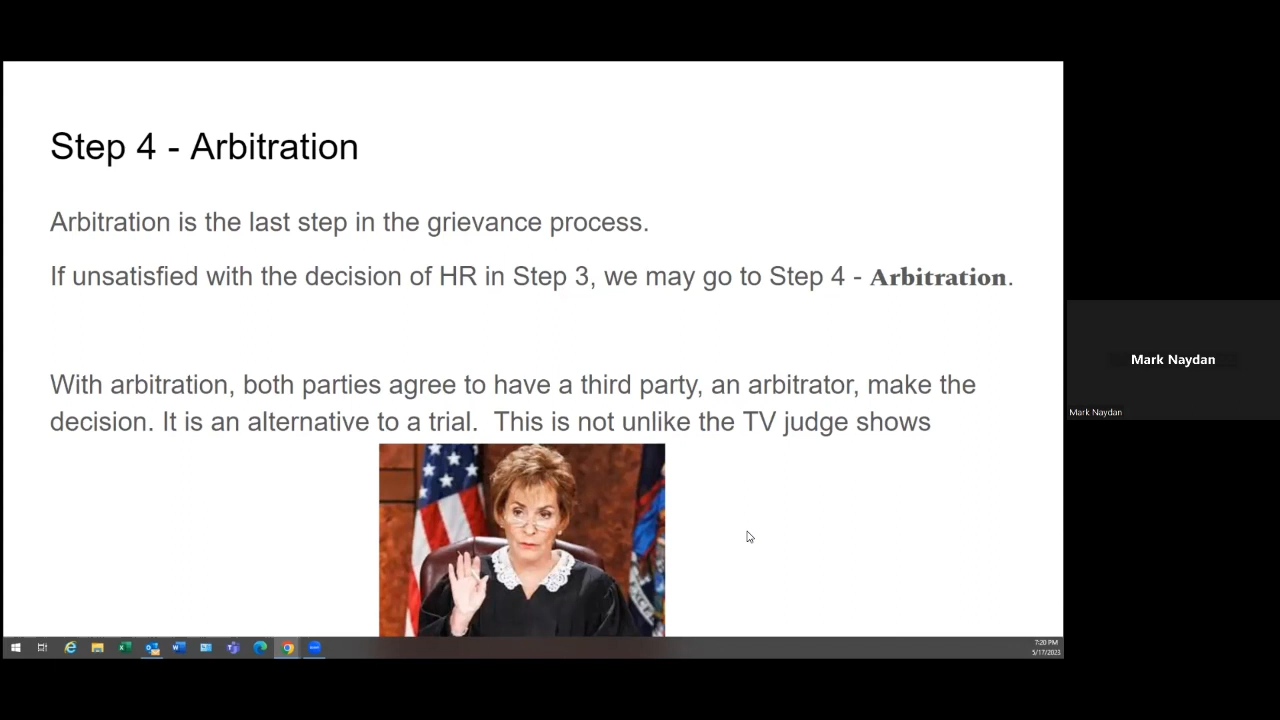 Step 4 - Arbitration
Arbitration is the last step in the grievance process.
If unsatisfied with the decision of HR in Step 3, we may go to Step 4 - Arbitration.
With arbitration, both parties agree to have a third party, an arbitrator, make the
decision. It is an alternative to a trial.  This is not unlike the TV judge shows
Mark Naydan
Mark Naydan
7:20 PM
5/17/2023